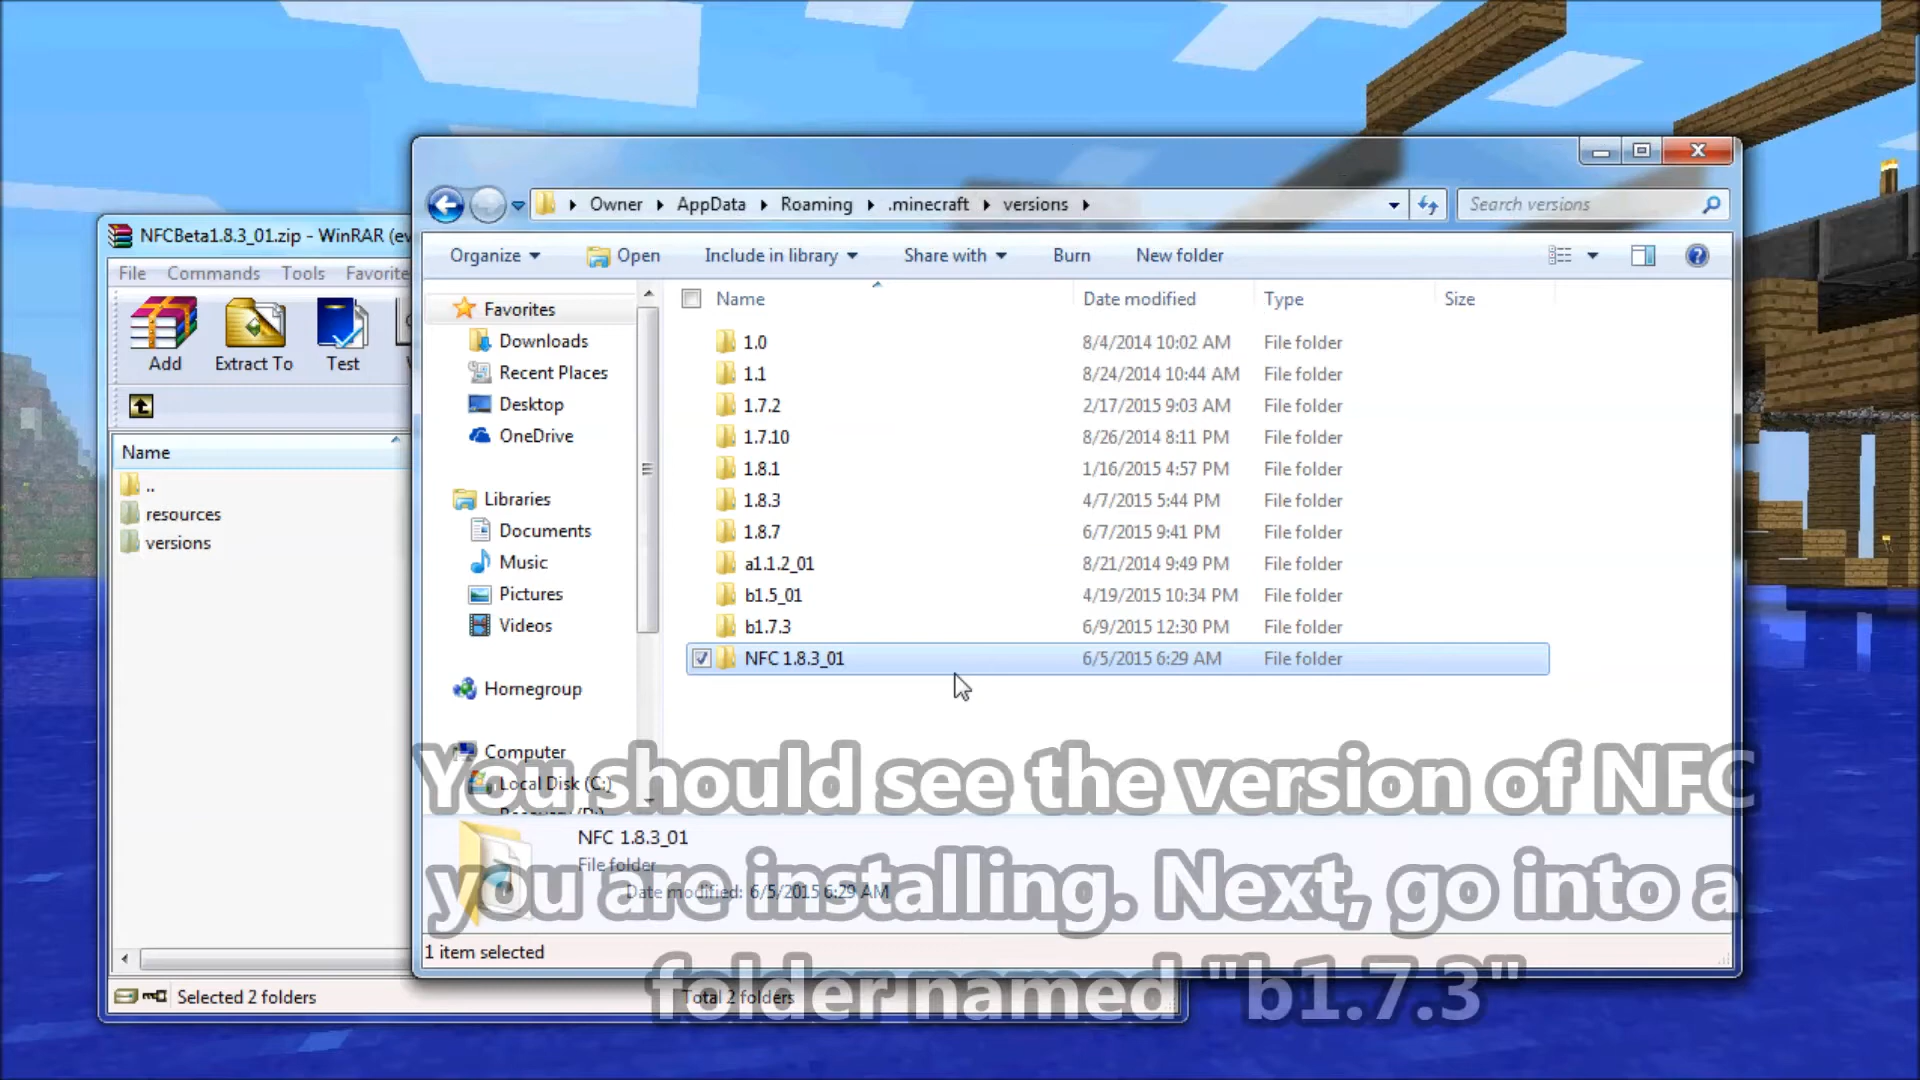 Owner AppData Roaming .minecraft versions
Search versions
NFCBeta1.8.3_01.zip - WinRAR (ev
Organize Open Include in library Share with Burn New folder
File Commands Tools Favorite
Add Extract To Test
Name
..
resources
versions
Selected 2 folders
Total 2 folders
Favorites
Downloads
Recent Places
Desktop
OneDrive
Libraries
Documents
Music
Pictures
Videos
Homegroup
Computer
Local Disk (C:)
Name Date modified Type Size
1.0 8/4/2014 10:02 AM File folder
1.1 8/24/2014 10:44 AM File folder
1.7.2 2/17/2015 9:03 AM File folder
1.7.10 8/26/2014 8:11 PM File folder
1.8.1 1/16/2015 4:57 PM File folder
1.8.3 4/7/2015 5:44 PM File folder
1.8.7 6/7/2015 9:41 PM File folder
a1.1.2_01 8/21/2014 9:49 PM File folder
b1.5_01 4/19/2015 10:34 PM File folder
b1.7.3 6/9/2015 12:30 PM File folder
NFC 1.8.3_01 6/5/2015 6:29 AM File folder
NFC 1.8.3_01
File folder
Date modified: 6/5/2015 6:29 AM
1 item selected
You should see the version of NFC
you are installing. Next, go into a
folder named "b1.7.3"